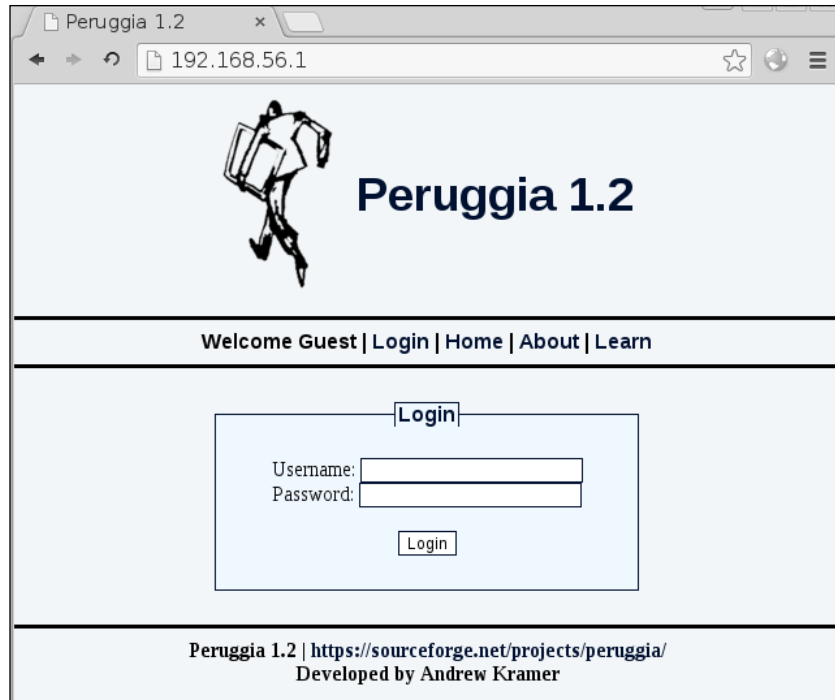 Peruggia 1.2
192.168.56.1
Peruggia 1.2
Welcome Guest | Login | Home | About | Learn
Login
Username:
Password:
Login
Peruggia 1.2 | https://sourceforge.net/projects/peruggia/
Developed by Andrew Kramer